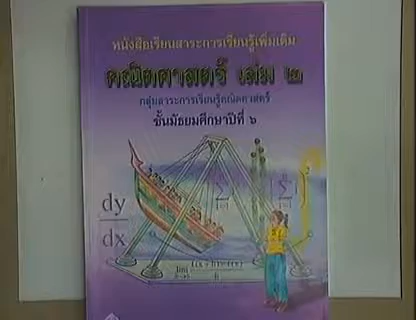 หนังสือเรียนสาระการเรียนรู้เพิ่มเติม
คณิตศาสตร์ เล่ม ๒
กลุ่มสาระการเรียนรู้คณิตศาสตร์
ชั้นมัธยมศึกษาปีที่ ๖
dy
dx
lim f(x+h)-f(x)
h